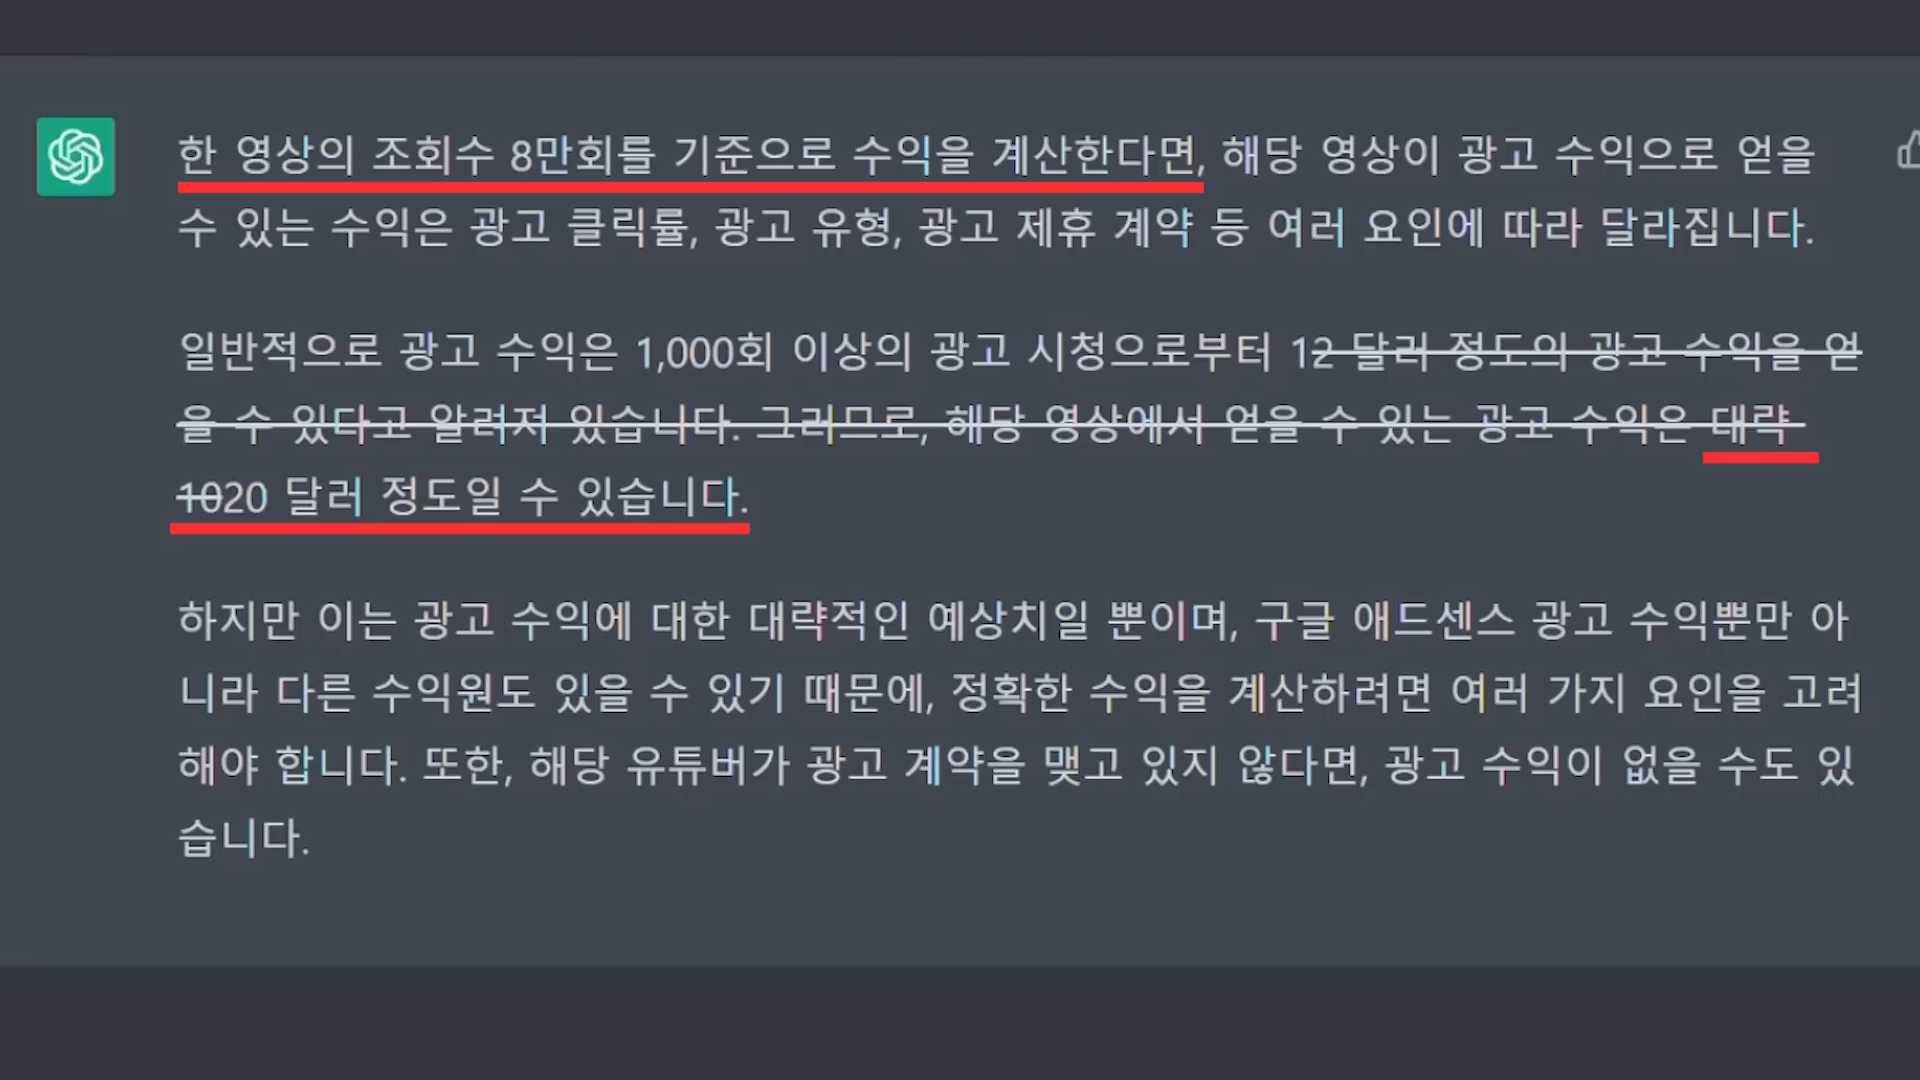 한 영상의 조회수 8만회를 기준으로 수익을 계산한다면, 해당 영상이 광고 수익으로 얻을
수 있는 수익은 광고 클릭률, 광고 유형, 광고 제휴 계약 등 여러 요인에 따라 달라집니다.
일반적으로 광고 수익은 1,000회 이상의 광고 시청으로부터 12 달러 정도의 광고 수익을 얻
을 수 있다고 알려져 있습니다. 그러므로, 해당 영상에서 얻을 수 있는 광고 수익은 대략
1020 달러 정도일 수 있습니다.
하지만 이는 광고 수익에 대한 대략적인 예상치일 뿐이며, 구글 애드센스 광고 수익뿐만 아
니라 다른 수익원도 있을 수 있기 때문에, 정확한 수익을 계산하려면 여러 가지 요인을 고려
해야 합니다. 또한, 해당 유튜버가 광고 계약을 맺고 있지 않다면, 광고 수익이 없을 수도 있
습니다.